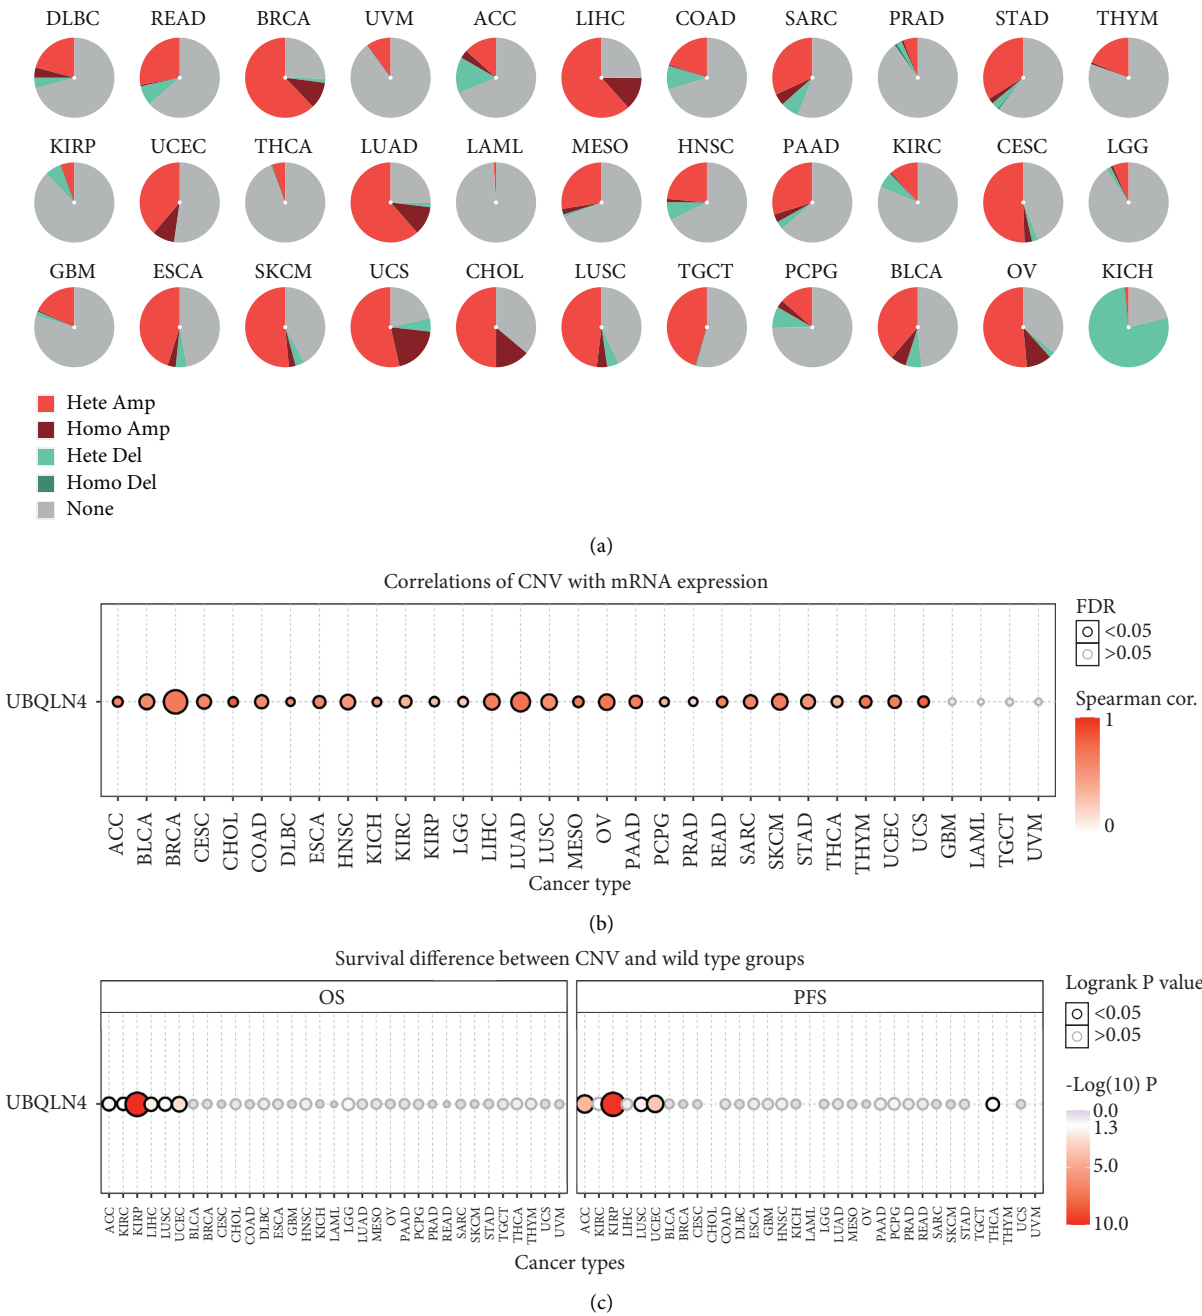 DLBC READ BRCA UVM ACC LIHC COAD SARC PRAD STAD THYM
KIRP UCEC THCA LUAD LAML MESO HNSC PAAD KIRC CESC LGG
GBM ESCA SKCM UCS CHOL LUSC TGCT PCPG BLCA OV KICH
Hete Amp
Homo Amp
Hete Del
Homo Del
None
(a)
Correlations of CNV with mRNA expression
UBQLN4
ACC BLCA BRCA CESC CHOL COAD DLBC ESCA HNSC KICH KIRC KIRP LGG LIHC LUAD LUSC MESO OV PAAD PCPG PRAD READ SARC SKCM STAD THCA THYM UCEC UCS GBM LAML TGCT UVM
Cancer type
FDR
<0.05
>0.05
Spearman cor.
1
0
(b)
Survival difference between CNV and wild type groups
OS PFS
UBQLN4
ACC KIRC KIRP LIHC LUSC UCEC BLCA BRCA CESC CHOL COAD DLBC ESCA GBM HNSC KICH LAML LGG LUAD MESO OV PAAD PCPG PRAD READ SARC SKCM STAD TGCT THCA THYM UCS UVM
ACC KIRC KIRP LIHC LUSC UCEC BLCA BRCA CESC CHOL COAD DLBC ESCA GBM HNSC KICH LAML LGG LUAD MESO OV PAAD PCPG PRAD READ SARC SKCM STAD TGCT THCA THYM UCS UVM
Cancer types
Logrank P value
<0.05
>0.05
-Log(10) P
0.0
1.3
5.0
10.0
(c)